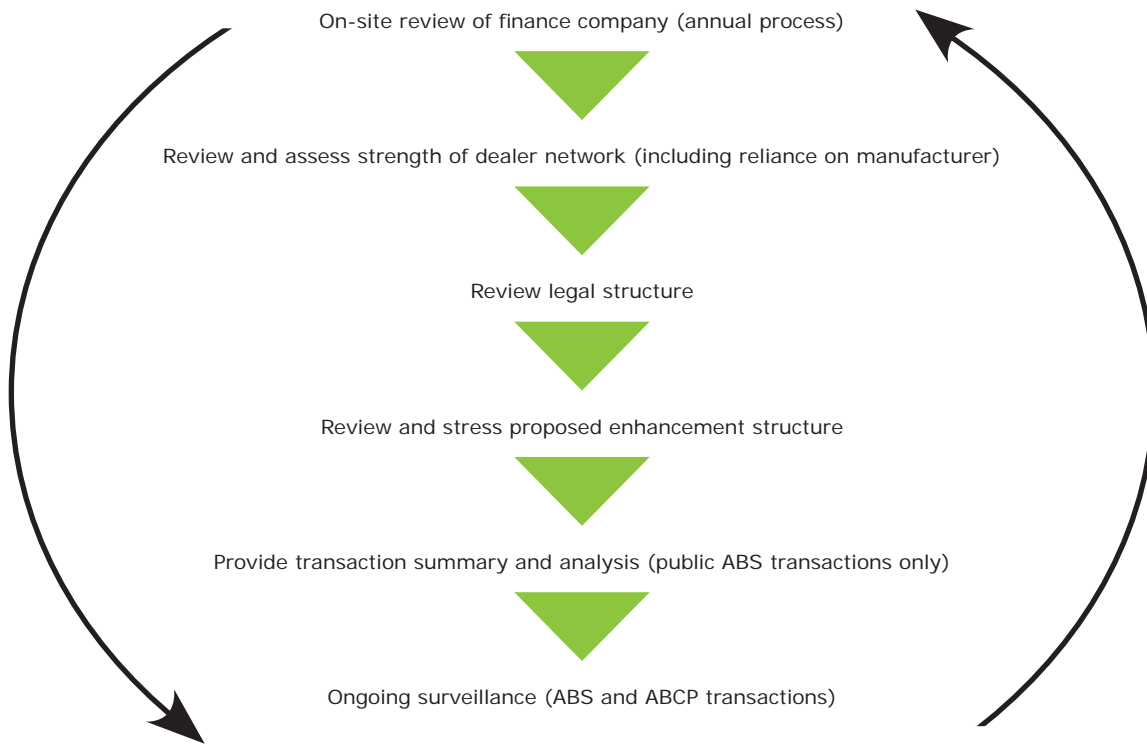 On-site review of finance company (annual process)
Review and assess strength of dealer network (including reliance on manufacturer)
Review legal structure
Review and stress proposed enhancement structure
Provide transaction summary and analysis (public ABS transactions only)
Ongoing surveillance (ABS and ABCP transactions)